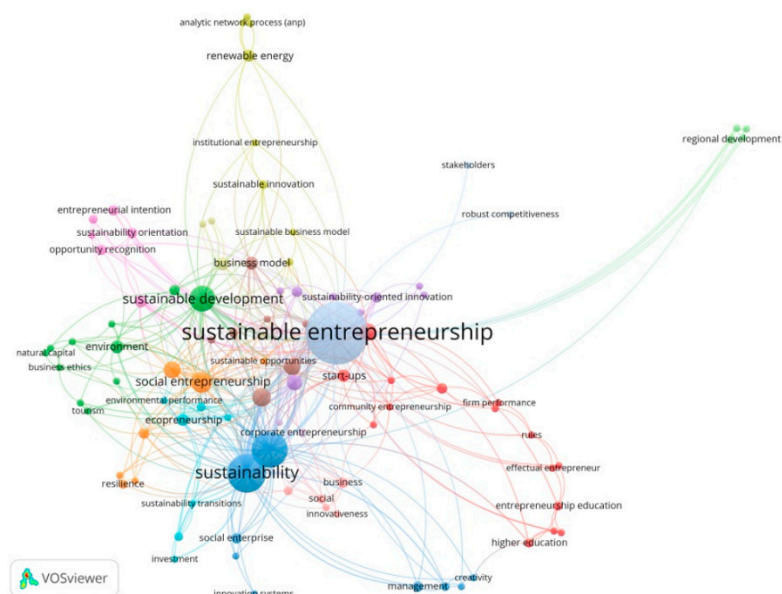 analytic network process (anp)
renewable energy
regional development
institutional entrepreneurship
stakeholders
sustainable innovation
entrepreneurial intention
robust competitiveness
sustainability orientation
sustainable business model
opportunity recognition
business model
sustainable development
sustainability-oriented innovation
sustainable entrepreneurship
environment
natural capital
sustainable opportunities
business ethics
start-ups
social entrepreneurship
environmental performance
firm performance
community entrepreneurship
tourism
ecopreneurship
corporate entrepreneurship
rules
effectual entrepreneur
sustainability
resilience
business
social
sustainability transitions
entrepreneurship education
innovativeness
social enterprise
higher education
investment
creativity
management
innovation systems
VOSviewer